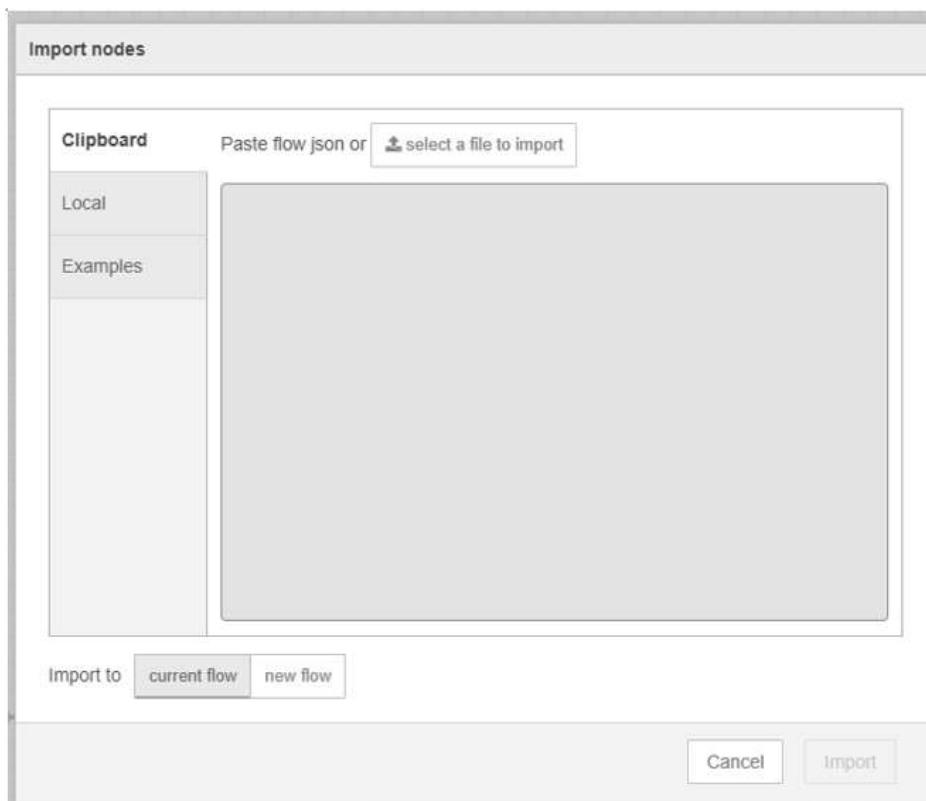 Import nodes
Clipboard
Paste flow json or select a file to import
Local
Examples
Import to current flow new flow
Cancel Import